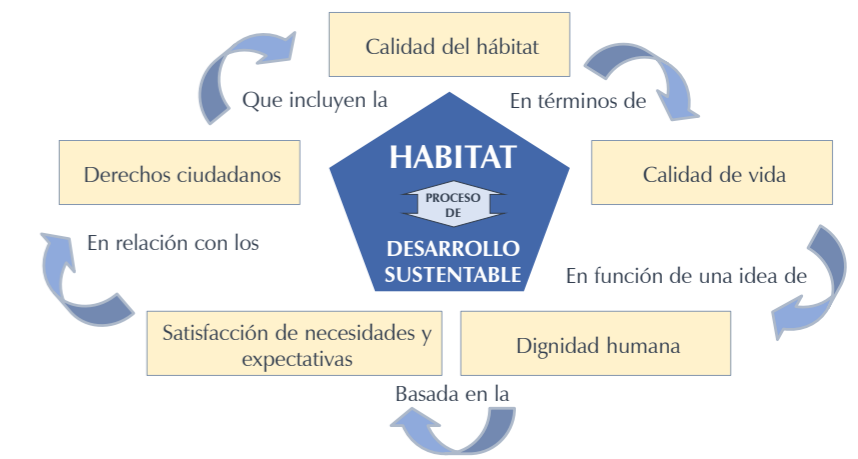 Calidad del hábitat
En términos de
Calidad de vida
En función de una idea de
Dignidad humana
Basada en la
Satisfacción de necesidades y
expectativas
En relación con los
Derechos ciudadanos
Que incluyen la
HABITAT
PROCESO
DE
DESARROLLO
SUSTENTABLE